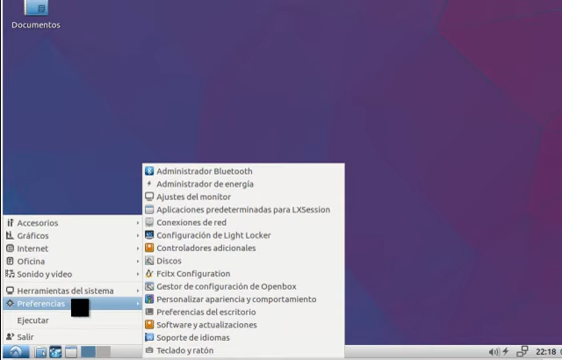 Documentos
Administrador Bluetooth
Administrador de energía
Ajustes del monitor
Aplicaciones predeterminadas para LXSession
Conexiones de red
Configuración de Light Locker
Controladores adicionales
Discos
Fcitx Configuration
Gestor de configuración de Openbox
Personalizar apariencia y comportamiento
Preferencias del escritorio
Software y actualizaciones
Soporte de idiomas
Teclado y ratón
Accesorios
Gráficos
Internet
Oficina
Sonido y video
Herramientas del sistema
Preferencias
Ejecutar
Salir
22:18